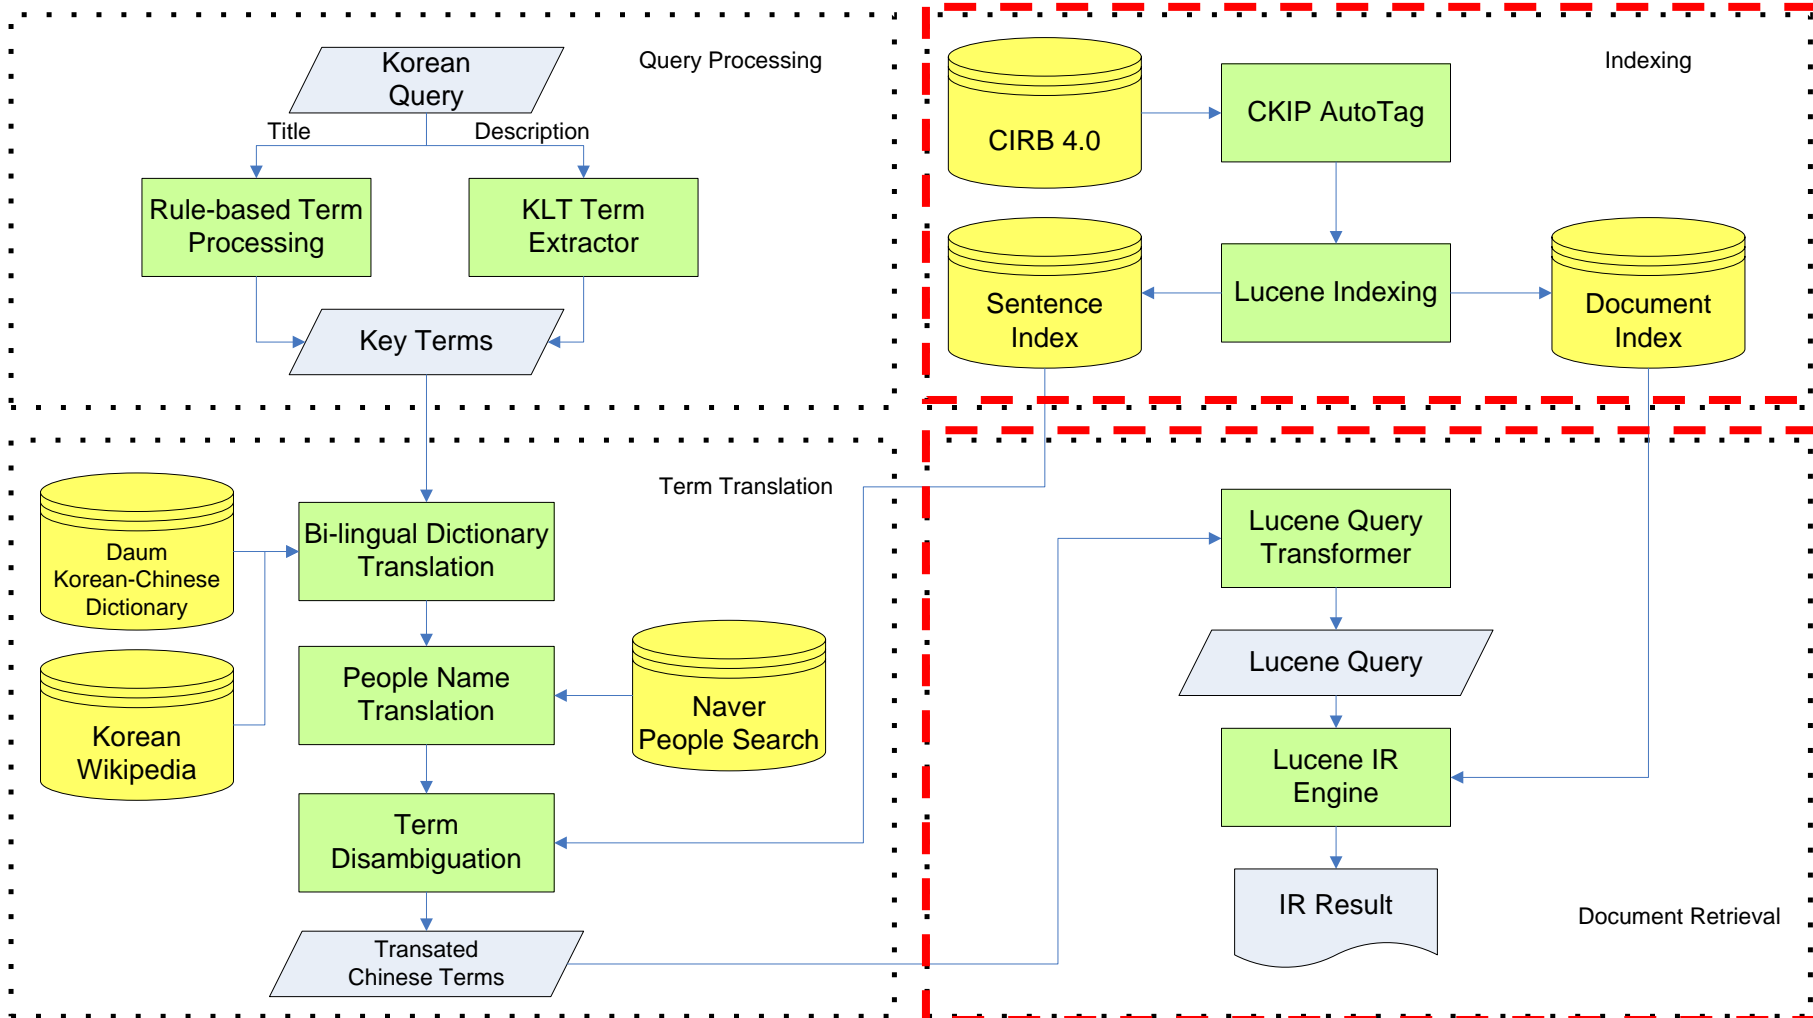 Query Processing
Korean
Query
Title
Description
Rule-based Term
Processing
KLT Term
Extractor
Key Terms
Indexing
CIRB 4.0
CKIP AutoTag
Sentence
Index
Lucene Indexing
Document
Index
Term Translation
Daum
Korean-Chinese
Dictionary
Bi-lingual Dictionary
Translation
Korean
Wikipedia
People Name
Translation
Naver
People Search
Term
Disambiguation
Transated
Chinese Terms
Lucene Query
Transformer
Lucene Query
Lucene IR
Engine
IR Result
Document Retrieval